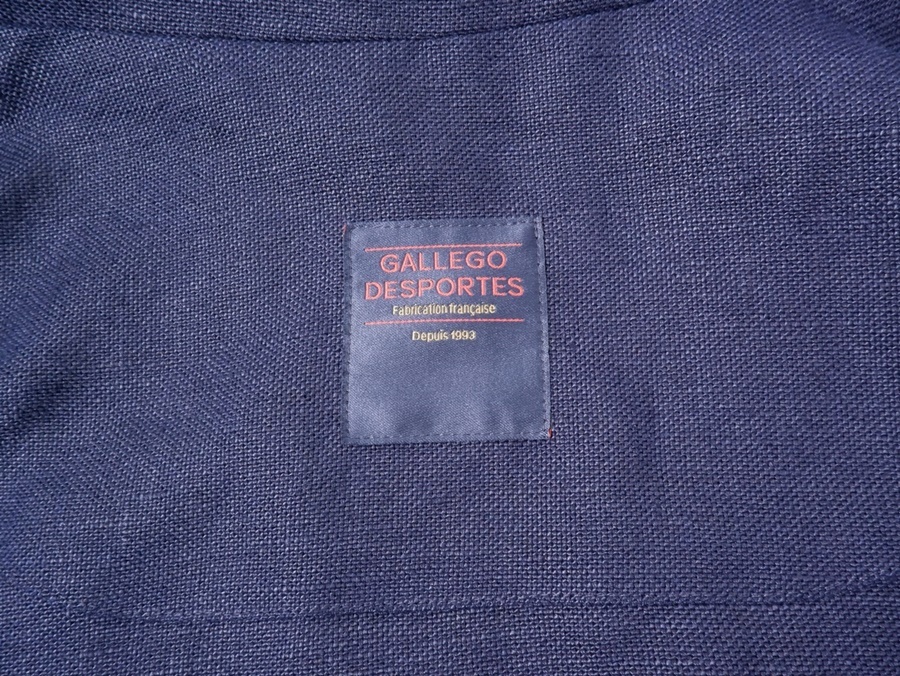 GALLEGO
DESPORTES
Fabrication française
Depuis 1993